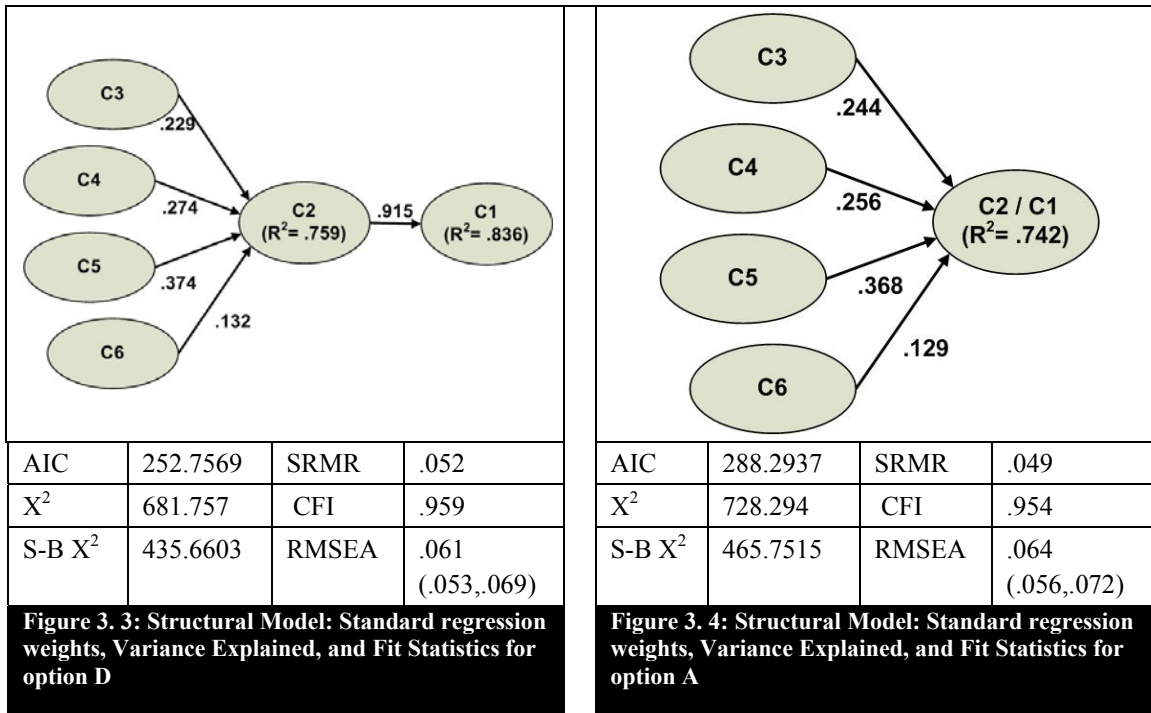 C3
.229
C4
.274
C5
.374
C6
.132
C2
(R²= .759)
.915
C1
(R²= .836)
AIC 252.7569 SRMR .052
X² 681.757 CFI .959
S-B X² 435.6603 RMSEA .061
(.053,.069)
Figure 3. 3: Structural Model: Standard regression
weights, Variance Explained, and Fit Statistics for
option D
C3
.244
C4
.256
C5
.368
C6
.129
C2 / C1
(R²= .742)
AIC 288.2937 SRMR .049
X² 728.294 CFI .954
S-B X² 465.7515 RMSEA .064
(.056,.072)
Figure 3. 4: Structural Model: Standard regression
weights, Variance Explained, and Fit Statistics for
option A